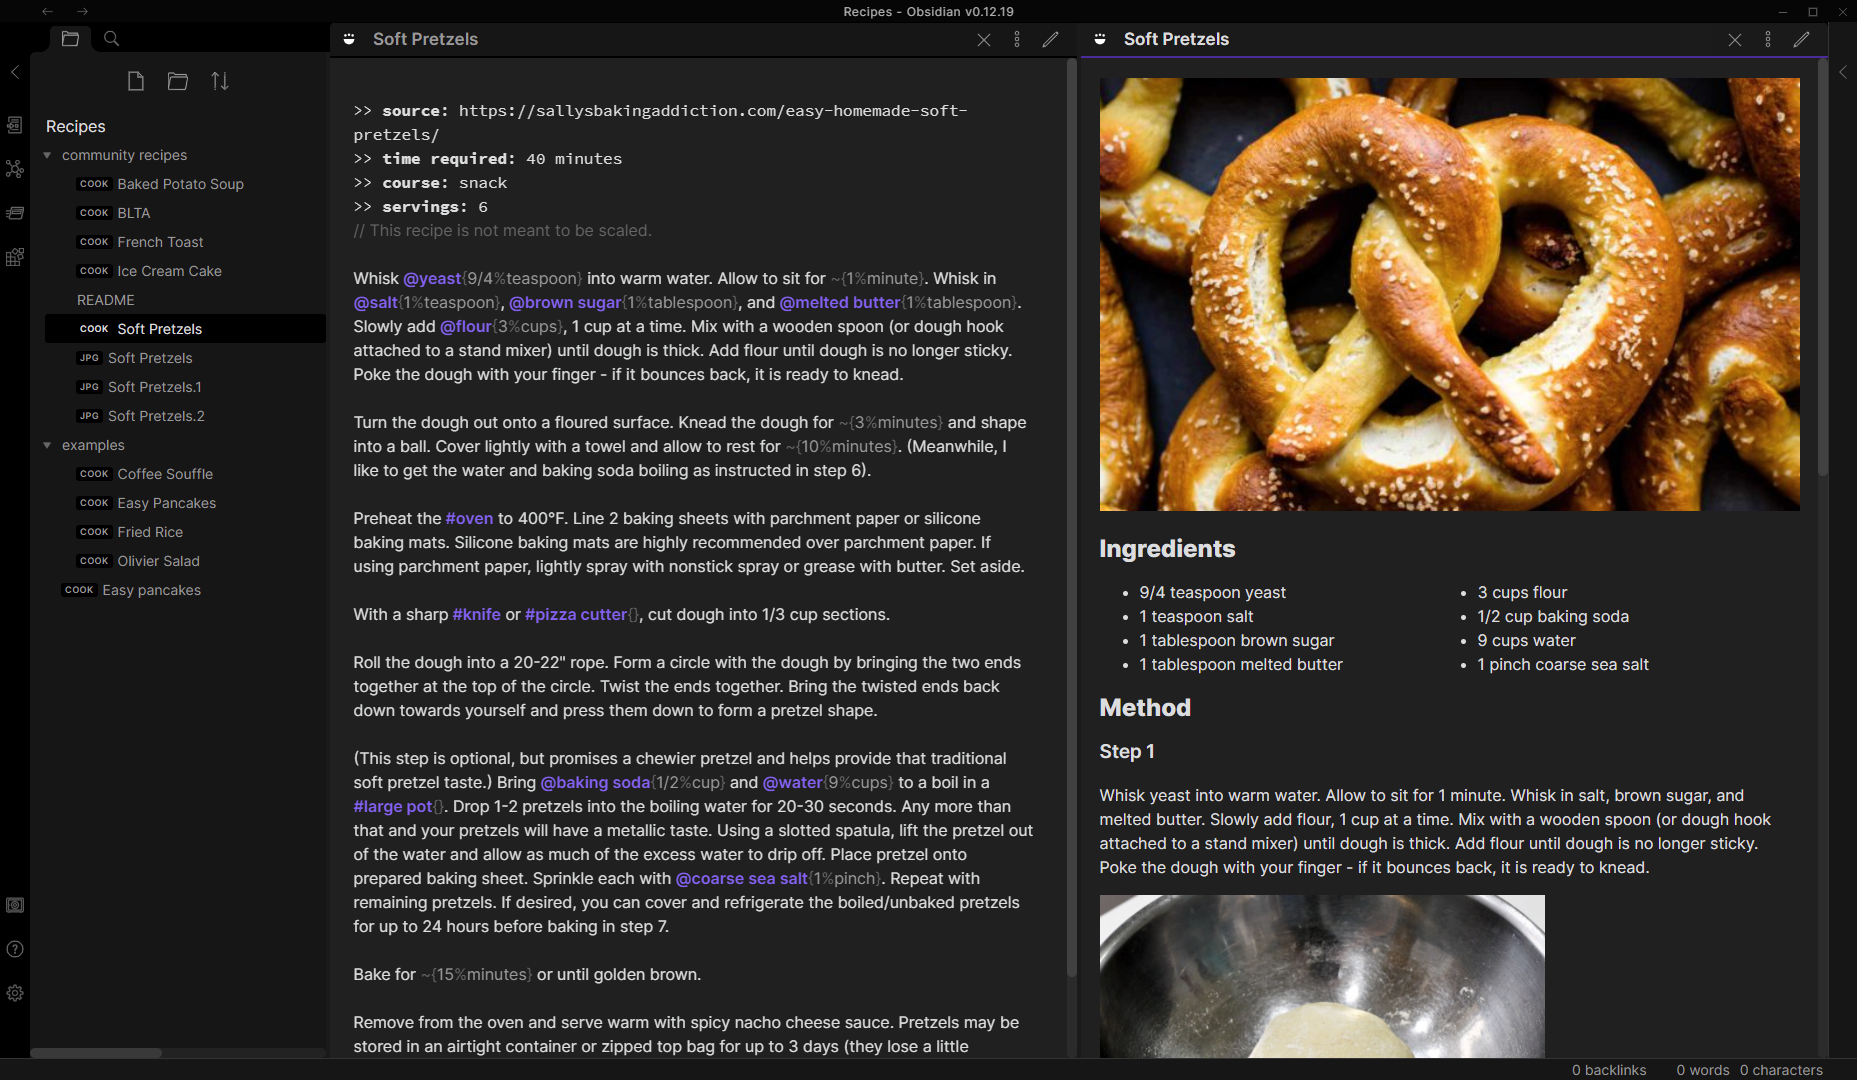 Recipes - Obsidian v0.12.19
Recipes
community recipes
COOK Baked Potato Soup
COOK BLTA
COOK French Toast
COOK Ice Cream Cake
README
COOK Soft Pretzels
JPG Soft Pretzels
JPG Soft Pretzels.1
JPG Soft Pretzels.2
examples
COOK Coffee Souffle
COOK Easy Pancakes
COOK Fried Rice
COOK Olivier Salad
COOK Easy pancakes
Soft Pretzels
>> source: https://sallysbakingaddiction.com/easy-homemade-soft-
pretzels/
>> time required: 40 minutes
>> course: snack
>> servings: 6
// This recipe is not meant to be scaled.
Whisk @yeast{9/4%teaspoon} into warm water. Allow to sit for ~{1%minute}. Whisk in
@salt{1%teaspoon}, @brown sugar{1%tablespoon}, and @melted butter{1%tablespoon}.
Slowly add @flour{3%cups}, 1 cup at a time. Mix with a wooden spoon (or dough hook
attached to a stand mixer) until dough is thick. Add flour until dough is no longer sticky.
Poke the dough with your finger - if it bounces back, it is ready to knead.
Turn the dough out onto a floured surface. Knead the dough for ~{3%minutes} and shape
into a ball. Cover lightly with a towel and allow to rest for ~{10%minutes}. (Meanwhile, I
like to get the water and baking soda boiling as instructed in step 6).
Preheat the #oven to 400°F. Line 2 baking sheets with parchment paper or silicone
baking mats. Silicone baking mats are highly recommended over parchment paper. If
using parchment paper, lightly spray with nonstick spray or grease with butter. Set aside.
With a sharp #knife or #pizza cutter{}, cut dough into 1/3 cup sections.
Roll the dough into a 20-22" rope. Form a circle with the dough by bringing the two ends
together at the top of the circle. Twist the ends together. Bring the twisted ends back
down towards yourself and press them down to form a pretzel shape.
(This step is optional, but promises a chewier pretzel and helps provide that traditional
soft pretzel taste.) Bring @baking soda{1/2%cup} and @water{9%cups} to a boil in a
#large pot{}. Drop 1-2 pretzels into the boiling water for 20-30 seconds. Any more than
that and your pretzels will have a metallic taste. Using a slotted spatula, lift the pretzel out
of the water and allow as much of the excess water to drip off. Place pretzel onto
prepared baking sheet. Sprinkle each with @coarse sea salt{1%pinch}. Repeat with
remaining pretzels. If desired, you can cover and refrigerate the boiled/unbaked pretzels
for up to 24 hours before baking in step 7.
Bake for ~{15%minutes} or until golden brown.
Remove from the oven and serve warm with spicy nacho cheese sauce. Pretzels may be
stored in an airtight container or zipped top bag for up to 3 days (they lose a little
Soft Pretzels
Ingredients
• 9/4 teaspoon yeast
• 1 teaspoon salt
• 1 tablespoon brown sugar
• 1 tablespoon melted butter
• 3 cups flour
• 1/2 cup baking soda
• 9 cups water
• 1 pinch coarse sea salt
Method
Step 1
Whisk yeast into warm water. Allow to sit for 1 minute. Whisk in salt, brown sugar, and
melted butter. Slowly add flour, 1 cup at a time. Mix with a wooden spoon (or dough hook
attached to a stand mixer) until dough is thick. Add flour until dough is no longer sticky.
Poke the dough with your finger - if it bounces back, it is ready to knead.
0 backlinks 0 words 0 characters